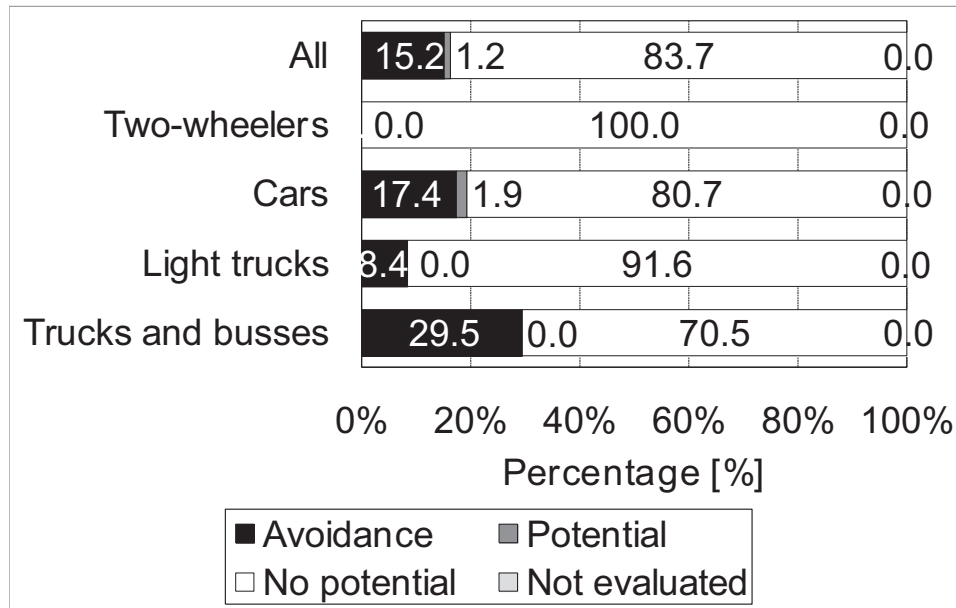 All 15.2 1.2 83.7 0.0
Two-wheelers 0.0 100.0 0.0
Cars 17.4 1.9 80.7 0.0
Light trucks 8.4 0.0 91.6 0.0
Trucks and busses 29.5 0.0 70.5 0.0
0% 20% 40% 60% 80% 100%
Percentage [%]
Avoidance Potential
No potential Not evaluated